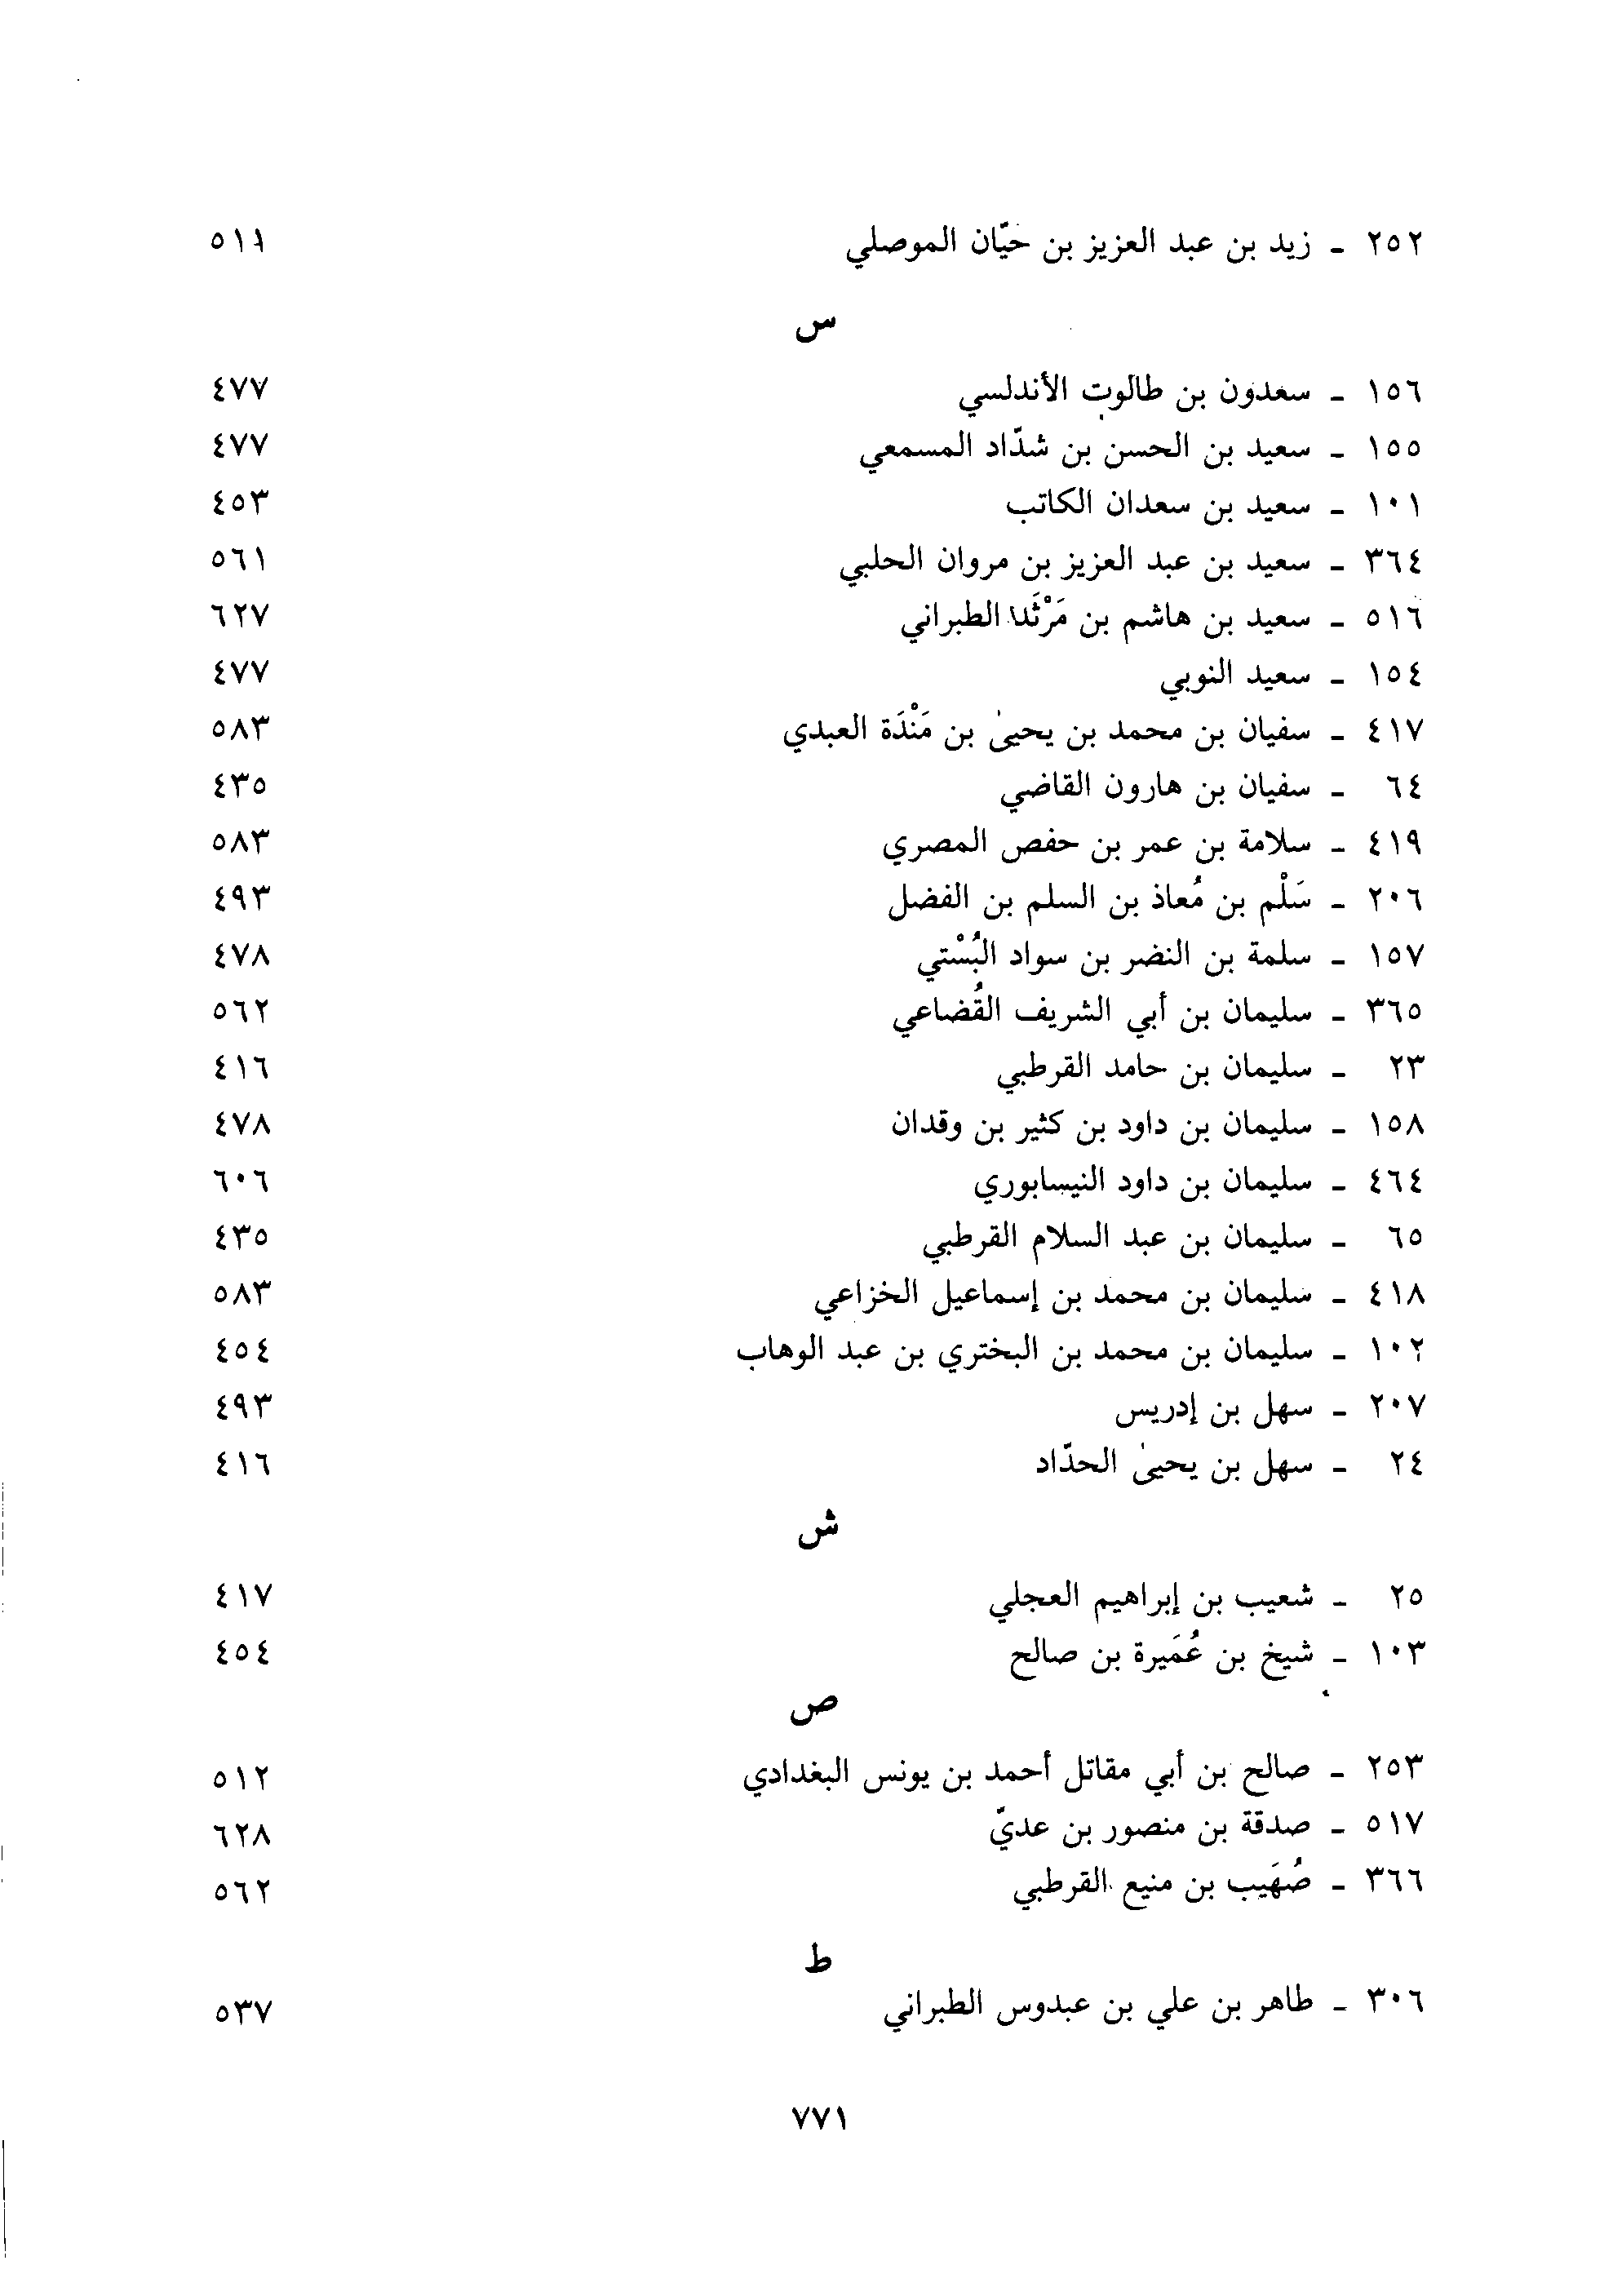 ٢٥٢ - زيد بن عبد العزيز بن حَيّان الموصلي ٥١١
س
١٥٦ - سعدون بن طالوت الأندلسي ٤٧٧
١٥٥ - سعيد بن الحسن بن شدّاد المسمعي ٤٧٧
١٠١ - سعيد بن سعدان الكاتب ٤٥٣
٣٦٤ - سعيد بن عبد العزيز بن مروان الحلبي ٥٦١
٥١٦ - سعيد بن هاشم بن مَرْثَد الطبراني ٦٢٧
١٥٤ - سعيد النوبي ٤٧٧
٤١٧ - سفيان بن محمد بن يحيىٰ بن مَنْدَة العبدي ٥٨٣
٦٤ - سفيان بن هارون القاضي ٤٣٥
٤١٩ - سلامة بن عمر بن حفص المصري ٥٨٣
٢٠٦ - سَلْم بن مُعاذ بن السلم بن الفضل ٤٩٣
١٥٧ - سلمة بن النضر بن سواد البُسْتي ٤٧٨
٣٦٥ - سليمان بن أبي الشريف القُضاعي ٥٦٢
٢٣ - سليمان بن حامد القرطبي ٤١٦
١٥٨ - سليمان بن داود بن كثير بن وقدان ٤٧٨
٤٦٤ - سليمان بن داود النيسابوري ٦٠٦
٦٥ - سليمان بن عبد السلام القرطبي ٤٣٥
٤١٨ - سليمان بن محمد بن إسماعيل الخزاعي ٥٨٣
١٠٢ - سليمان بن محمد بن البختري بن عبد الوهاب ٤٥٤
٢٠٧ - سهل بن إدريس ٤٩٣
٢٤ - سهل بن يحيىٰ الحدّاد ٤١٦
ش
٢٥ - شعيب بن إبراهيم العجلي ٤١٧
١٠٣ - شيخ بن عُمَيرة بن صالح ٤٥٤
ص
٢٥٣ - صالح بن أبي مقاتل أحمد بن يونس البغدادي ٥١٢
٥١٧ - صدقة بن منصور بن عديّ ٦٢٨
٣٦٦ - صُهَيب بن منيع القرطبي ٥٦٢
ط
٣٠٦ - طاهر بن علي بن عبدوس الطبراني ٥٣٧
٧٧١